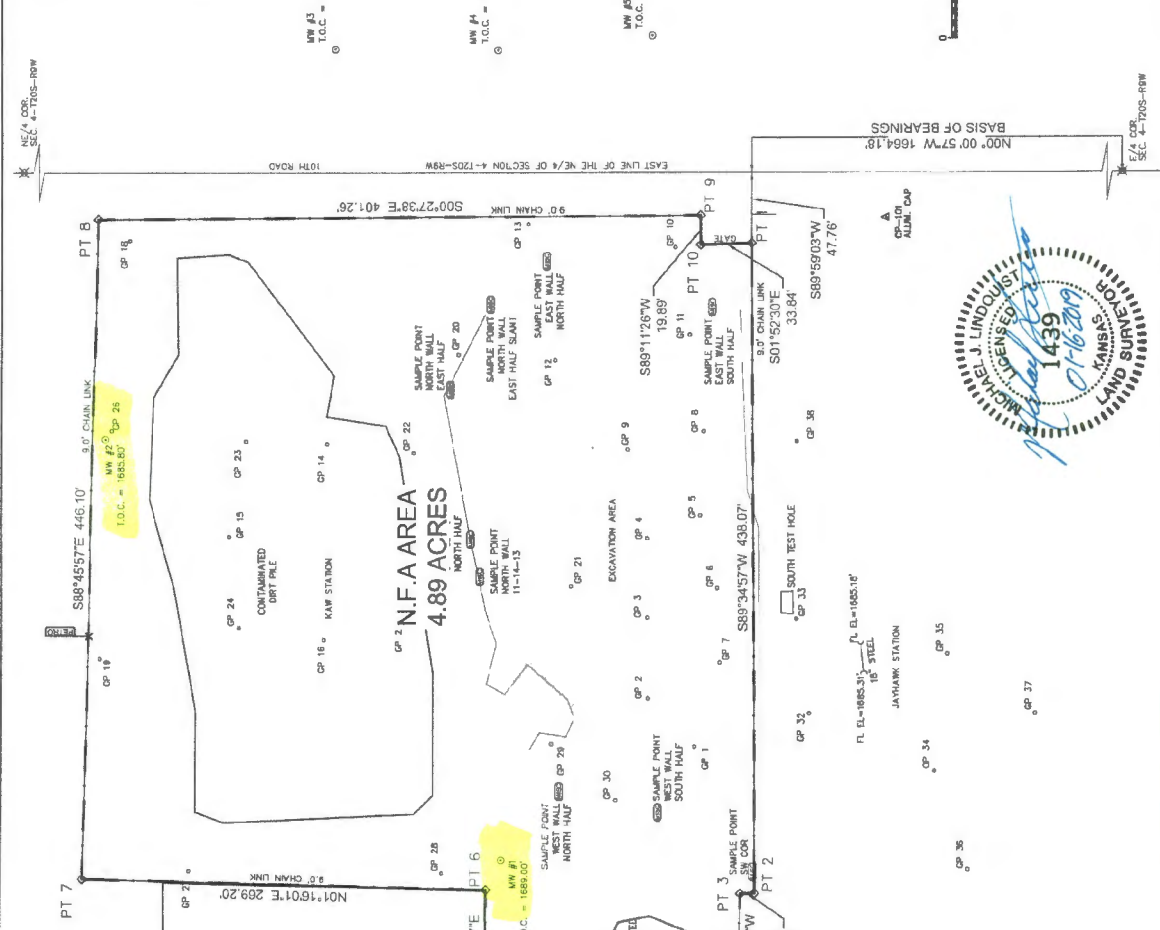 NE/4 COR.
SEC. 4-T20S-R9W
MW #3
T.O.C. =
MW #4
T.O.C. =
MW #5
T.O.C.
0
10TH ROAD
EAST LINE OF THE NE/4 OF SECTION 4-T20S-R9W
N00° 00'57"W 1664.18'
BASIS OF BEARINGS
E/4 COR.
SEC. 4-T20S-R9W
PT 8
S00°27'38"E 401.26'
9.0' CHAIN LINK
PT 9
GP 18
GP 13
GP 10
PT 10
GATE
PT
CP-101
ALUM. CAP
S89°11'26"W
19.89'
S89°59'03"W
47.76'
S01°52'30"E
33.84'
9.0' CHAIN LINK
SAMPLE POINT
EAST WALL
NORTH HALF
SAMPLE POINT
NORTH WALL
EAST HALF SLANT
SAMPLE POINT
NORTH WALL
EAST HALF
GP 20
GP 12
GP 11
SAMPLE POINT
EAST WALL
SOUTH HALF
9.0' CHAIN LINK
S88°45'57"E 446.10'
MW #2
GP 26
T.O.C. = 1685.80'
GP 23
GP 14
GP 22
GP 9
GP 8
GP 38
GP 15
GP 4
GP 5
N.F.A AREA
4.89 ACRES
NORTH HALF
SAMPLE POINT
NORTH WALL
11-14-13
EXCAVATION AREA
GP 24
CONTAMINATED
DIRT PILE
KAW STATION
GP 16
GP 2
GP 21
GP 3
GP 6
S89°34'57"W 438.07'
SOUTH TEST HOLE
GP 33
PETRO
GP 19
GP 2
GP 7
FL EL=1685.31'
FL EL=1685.18'
18" STEEL
JAYHAWK STATION
GP 35
GP 37
GP 32
GP 34
GP 36
GP 29
SAMPLE POINT
WEST WALL
NORTH HALF
GP 30
SAMPLE POINT
WEST WALL
SOUTH HALF
GP 1
PT 7
9.0' CHAIN LINK
N01°16'01"E 269.20'
GP 2
GP 28
PT 6
MW #1
O.C. = 1689.00'
SAMPLE POINT
SW COR
PT 3
PT 2
MICHAEL J. LINDQUIST
LICENSED
1439
01-16-2019
KANSAS
LAND SURVEYOR